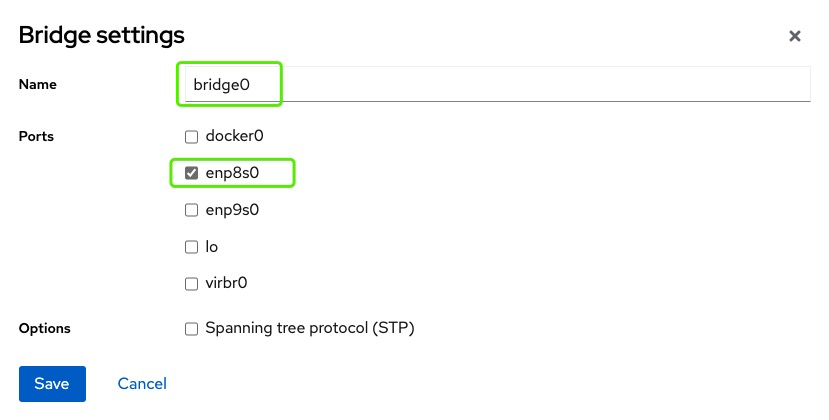 Bridge settings
Name
bridge0
Ports
docker0
enp8s0
enp9s0
lo
virbr0
Options
Spanning tree protocol (STP)
Save Cancel